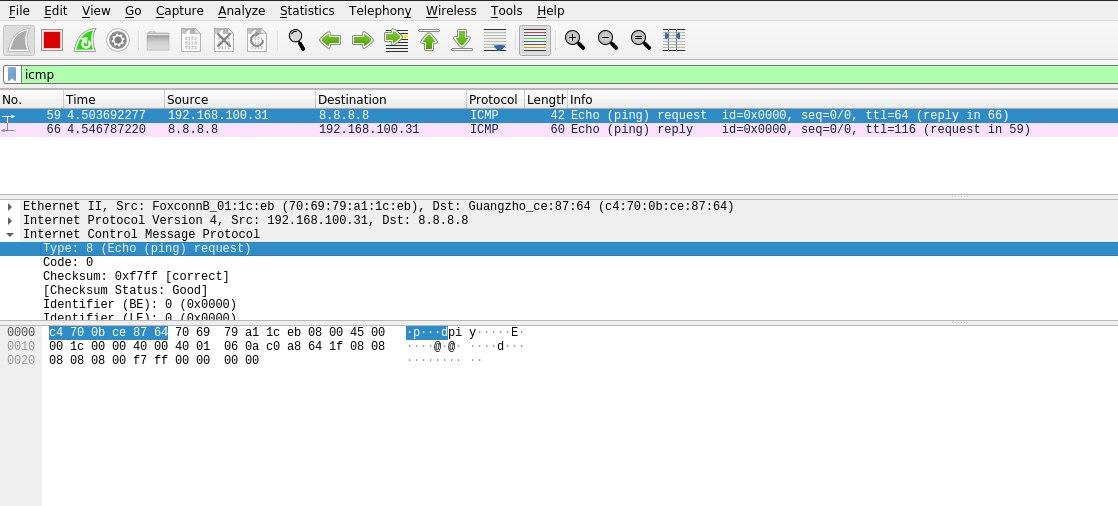 File Edit View Go Capture Analyze Statistics Telephony Wireless Tools Help
icmp
No. Time Source Destination Protocol Length Info
59 4.503692277 192.168.100.31 8.8.8.8 ICMP 42 Echo (ping) request id=0x0000, seq=0/0, ttl=64 (reply in 66)
66 4.546787220 8.8.8.8 192.168.100.31 ICMP 60 Echo (ping) reply id=0x0000, seq=0/0, ttl=116 (request in 59)
Ethernet II, Src: FoxconnB_01:1c:eb (70:69:79:a1:1c:eb), Dst: Guangzho_ce:87:64 (c4:70:0b:ce:87:64)
Internet Protocol Version 4, Src: 192.168.100.31, Dst: 8.8.8.8
Internet Control Message Protocol
Type: 8 (Echo (ping) request)
Code: 0
Checksum: 0xf7ff [correct]
[Checksum Status: Good]
Identifier (BE): 0 (0x0000)
Identifier (LE): 0 (0x0000)
0000 c4 70 0b ce 87 64 70 69 79 a1 1c eb 08 00 45 00 ·p···dpi y·····E·
0010 00 1c 00 00 40 00 40 01 06 0a c0 a8 64 1f 08 08 ····@·@· ····d···
0020 08 08 08 00 f7 ff 00 00 00 00 ········ ··